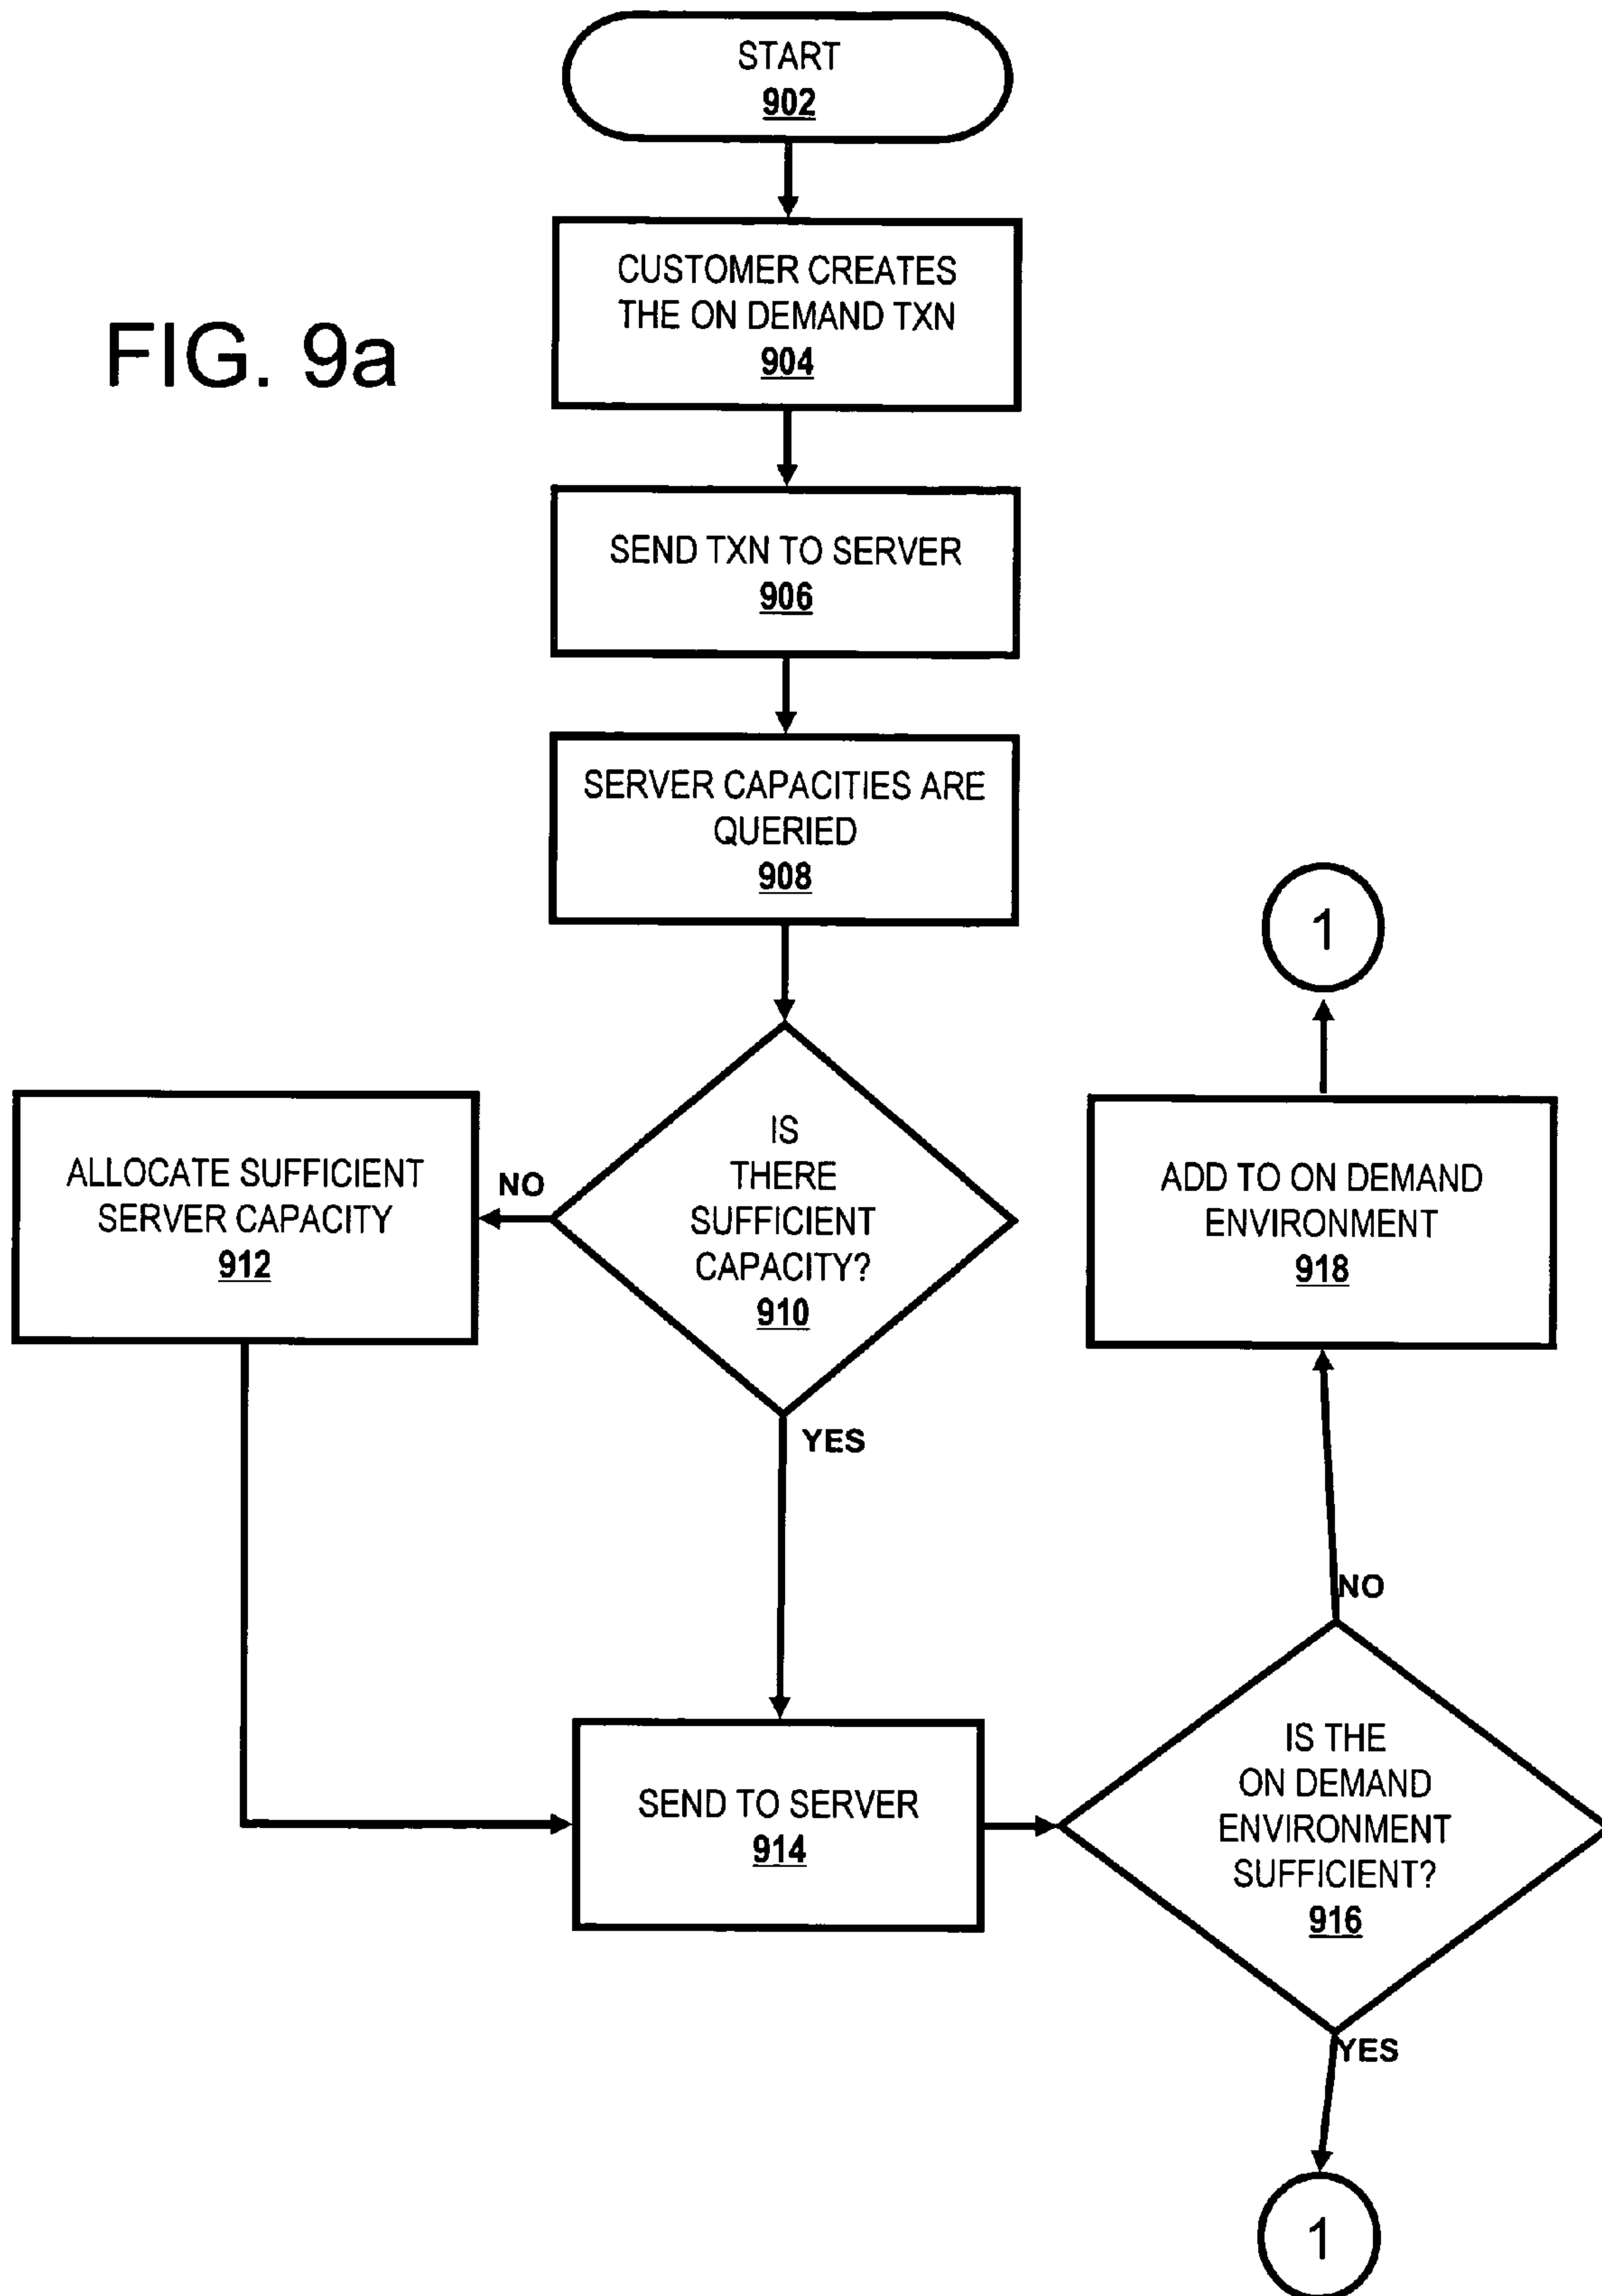 START
902
FIG. 9a
CUSTOMER CREATES
THE ON DEMAND TXN
904
SEND TXN TO SERVER
906
SERVER CAPACITIES ARE
QUERIED
908
IS
THERE
SUFFICIENT
CAPACITY?
910
NO
ALLOCATE SUFFICIENT
SERVER CAPACITY
912
YES
SEND TO SERVER
914
IS THE
ON DEMAND
ENVIRONMENT
SUFFICIENT?
916
NO
ADD TO ON DEMAND
ENVIRONMENT
918
1
YES
1